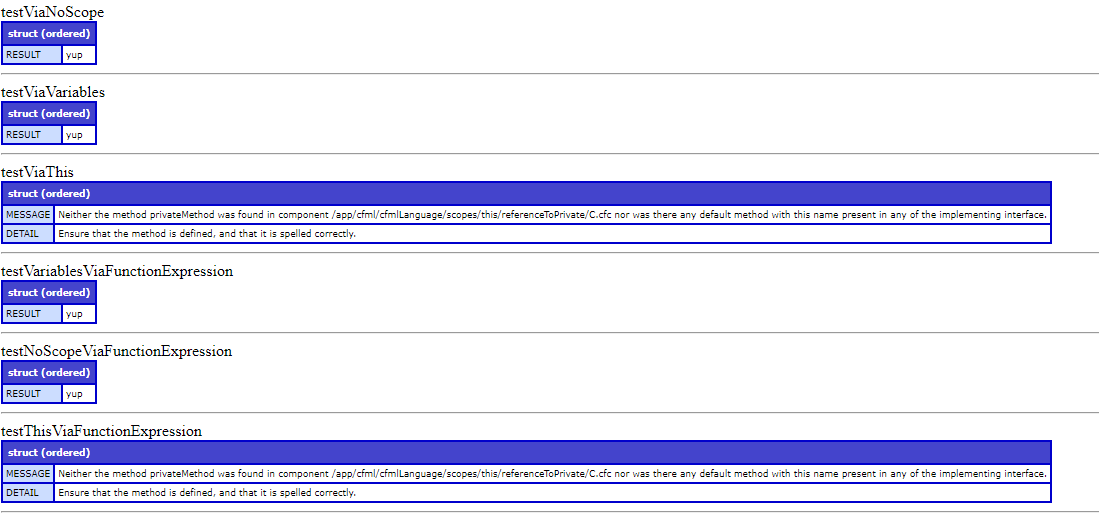 testViaNoScope
struct (ordered)
RESULT yup
testViaVariables
struct (ordered)
RESULT yup
testViaThis
struct (ordered)
MESSAGE Neither the method privateMethod was found in component /app/cfml/cfmlLanguage/scopes/this/referenceToPrivate/C.cfc nor was there any default method with this name present in any of the implementing interface.
DETAIL Ensure that the method is defined, and that it is spelled correctly.
testVariablesViaFunctionExpression
struct (ordered)
RESULT yup
testNoScopeViaFunctionExpression
struct (ordered)
RESULT yup
testThisViaFunctionExpression
struct (ordered)
MESSAGE Neither the method privateMethod was found in component /app/cfml/cfmlLanguage/scopes/this/referenceToPrivate/C.cfc nor was there any default method with this name present in any of the implementing interface.
DETAIL Ensure that the method is defined, and that it is spelled correctly.